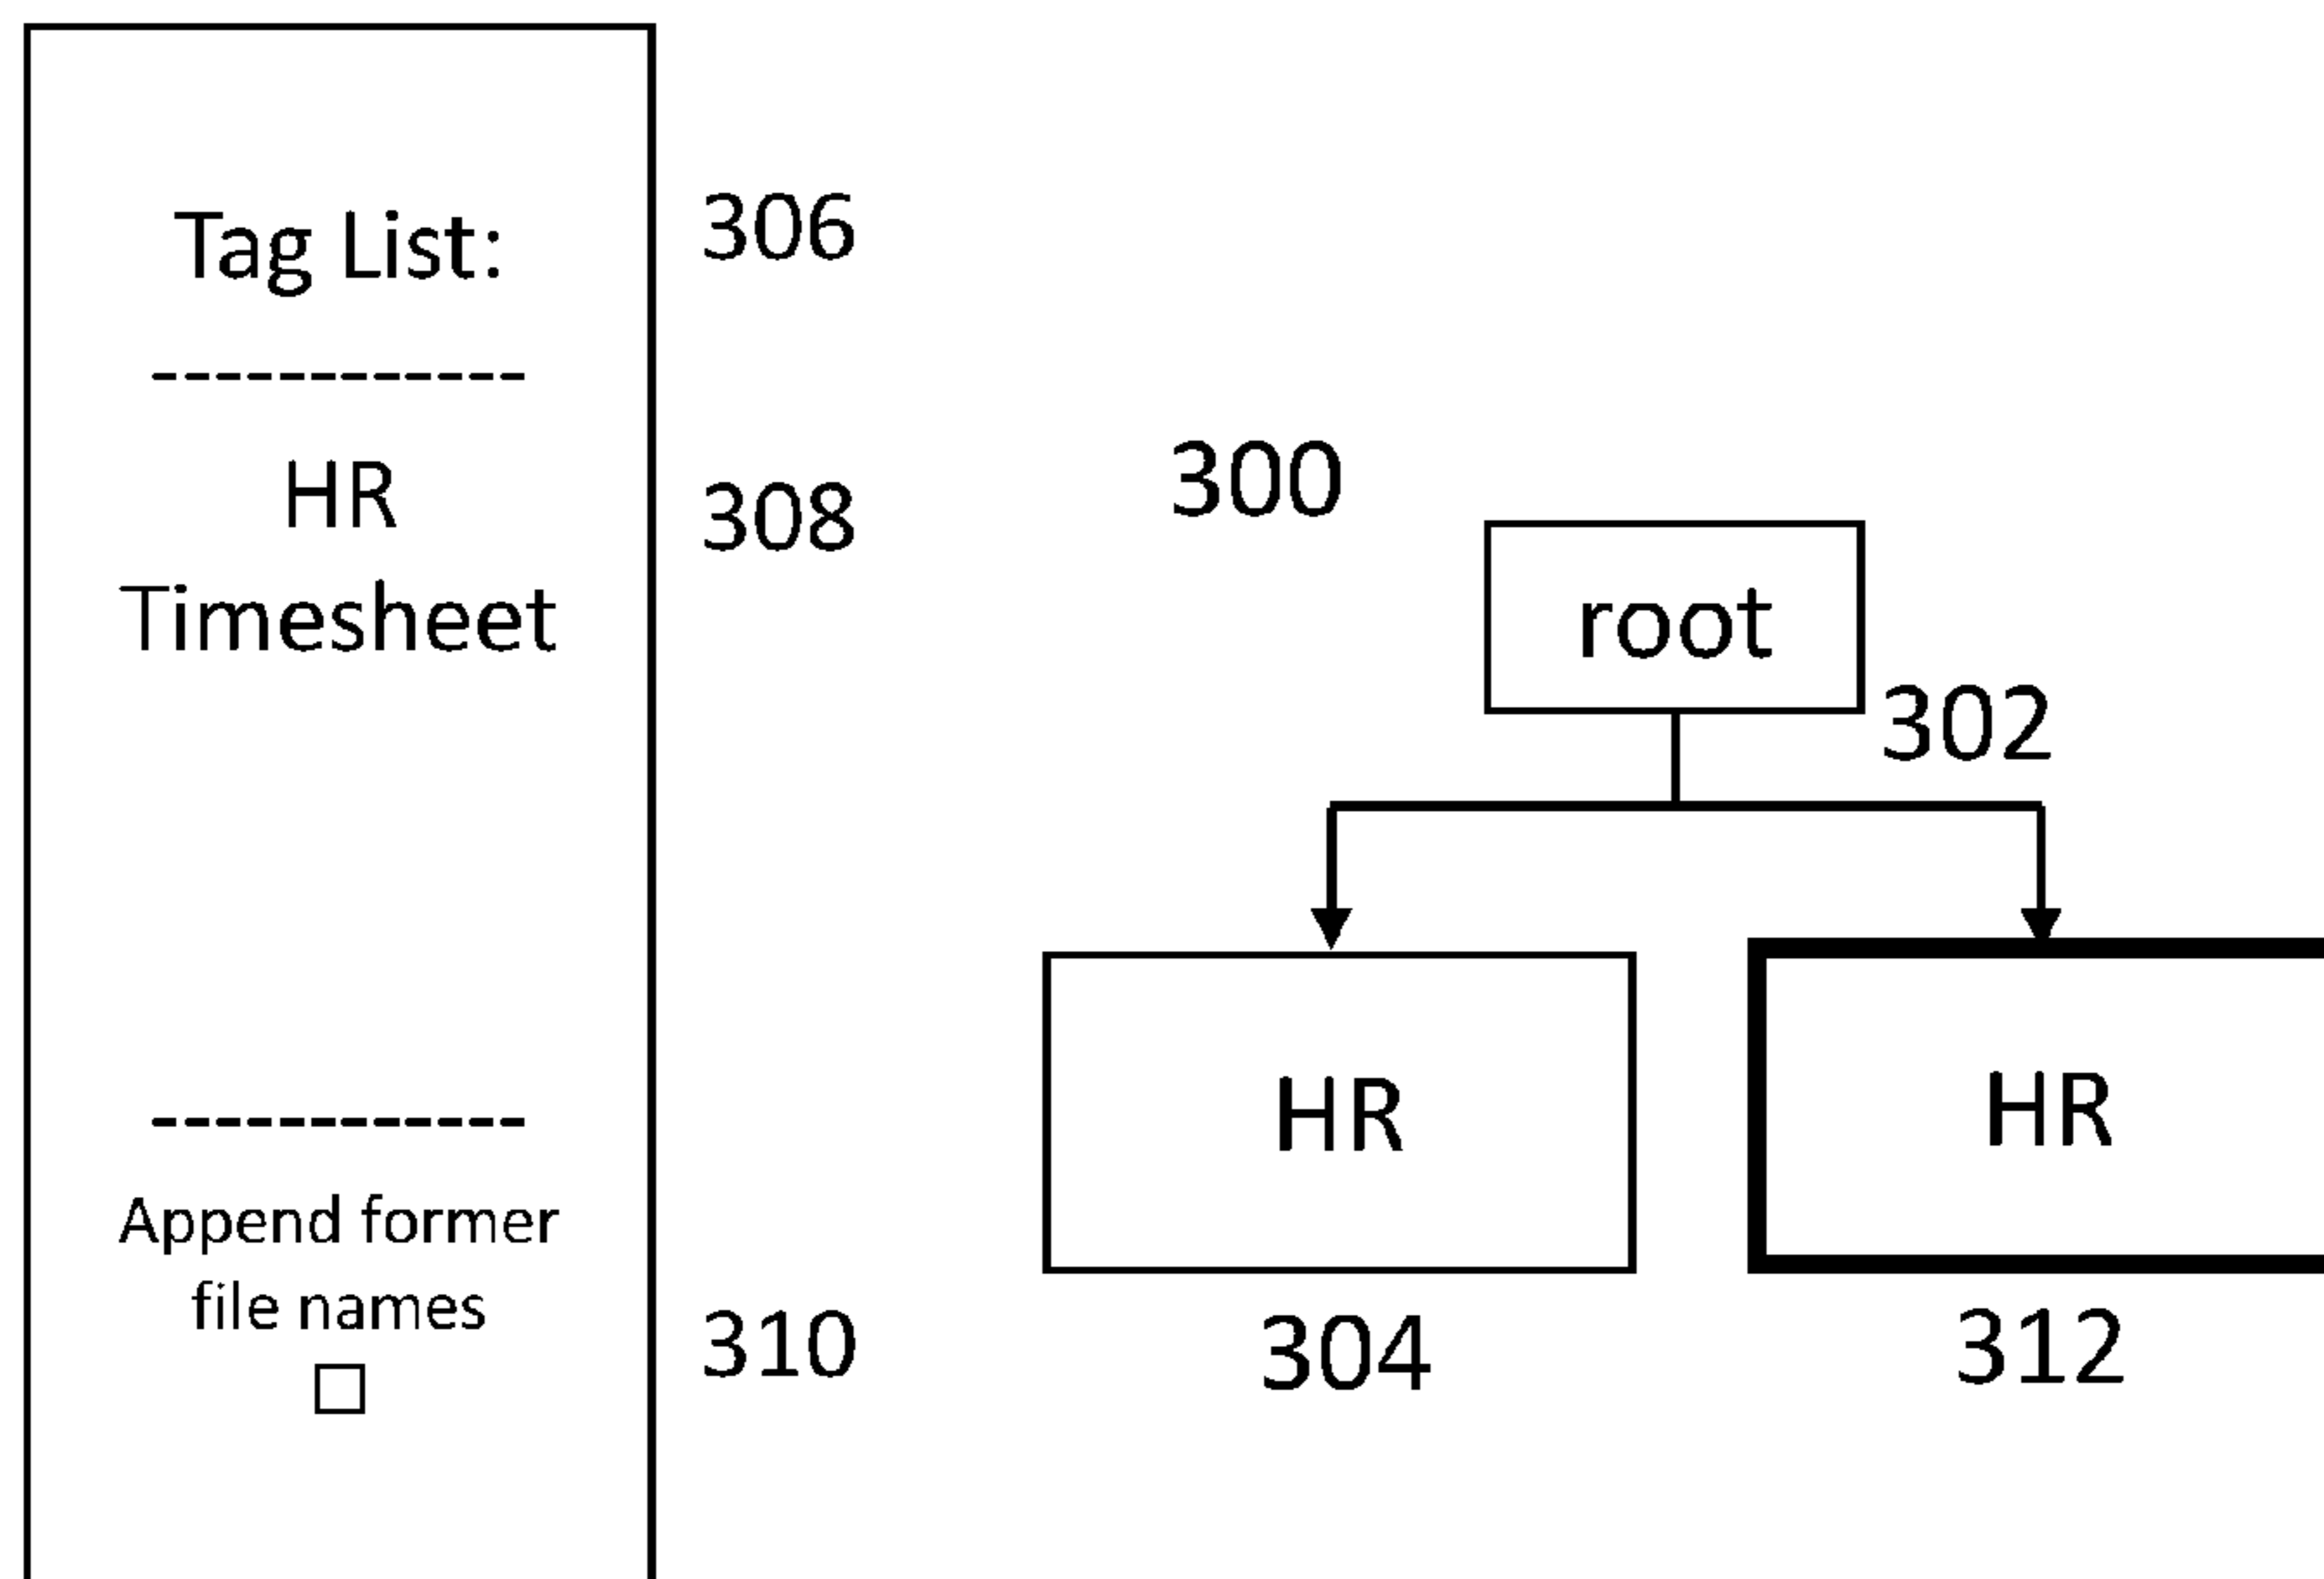 Tag List:
306
------------
HR
308
Timesheet
------------
Append former
file names
310
300
root
302
HR
HR
304
312